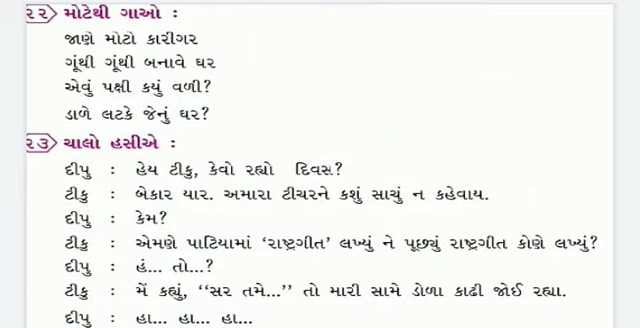 ૨૨ મોટેથી ગાઓ :
જાણે મોટો કારીગર
ગૂંથી ગૂંથી બનાવે ઘર
એવું પક્ષી કયું વળી?
ડાળે લટકે જેનું ઘર?
૨૩ ચાલો હસીએ :
દીપુ : હેય ટીકુ, કેવો રહ્યો દિવસ?
ટીકુ : બેકાર યાર. અમારા ટીચરને કશું સાચું ન કહેવાય.
દીપુ : કેમ?
ટીકુ : એમણે પાટિયામાં ‘રાષ્ટ્રગીત’ લખ્યું ને પૂછ્યું રાષ્ટ્રગીત કોણે લખ્યું?
દીપુ : હં... તો...?
ટીકુ : મેં કહ્યું, “સર તમે...” તો મારી સામે ડોળા કાઢી જોઈ રહ્યા.
દીપુ : હા... હા... હા...